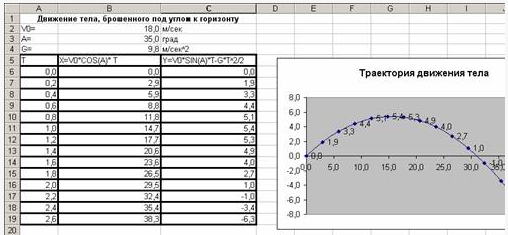 A B C D E F G H I
1 Движение тела, брошенного под углом к горизонту
2 V0= 18,0 м/сек
3 A= 35,0 град
4 G= 9,8 м/сек^2
5 T X=V0*COS(A)* T Y=V0*SIN(A)*T-G*T^2/2
6 0,0 0,0 0,0
7 0,2 2,9 1,9
8 0,4 5,9 3,3
9 0,6 8,8 4,4
10 0,8 11,8 5,1
11 1,0 14,7 5,4
12 1,2 17,7 5,3
13 1,4 20,6 4,9
14 1,6 23,6 4,0
15 1,8 26,5 2,7
16 2,0 29,5 1,0
17 2,2 32,4 -1,0
18 2,4 35,4 -3,4
19 2,6 38,3 -6,3
20
Траектория движения тела
8,0
6,0
4,0
2,0
0,0
-2,0
-4,0
-6,0
-8,0
0,0 1,9 3,3 4,4 5,1 5,4 5,3 4,9 4,0 2,7 1,0 -1,0 -3,4
0,0 5,0 10,0 15,0 20,0 25,0 30,0 35,0